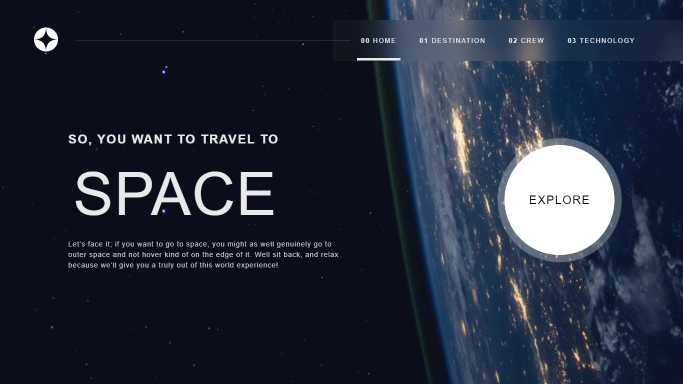 00 HOME 01 DESTINATION 02 CREW 03 TECHNOLOGY
SO, YOU WANT TO TRAVEL TO
SPACE
EXPLORE
Let's face it; if you want to go to space, you might as well genuinely go to
outer space and not hover kind of on the edge of it. Well sit back, and relax
because we'll give you a truly out of this world experience!